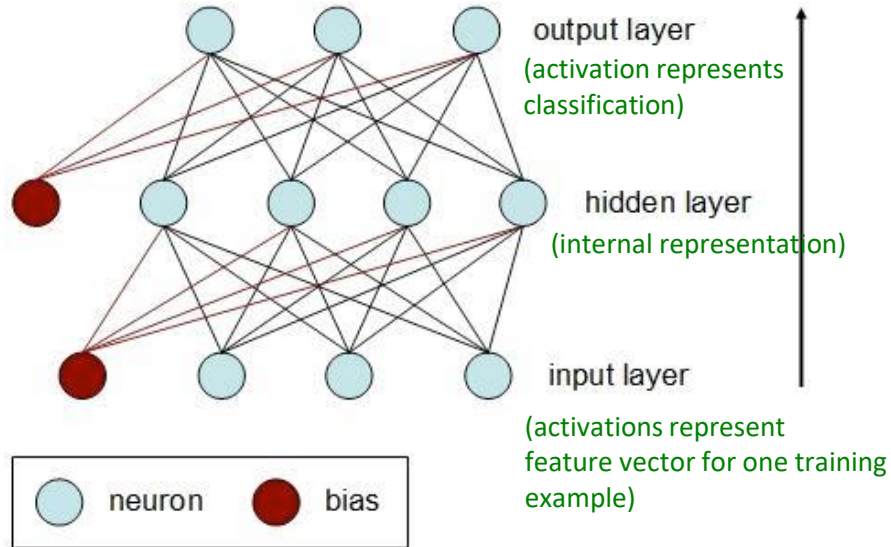 output layer
(activation represents
classification)
hidden layer
(internal representation)
input layer
(activations represent
feature vector for one training
example)
neuron
bias